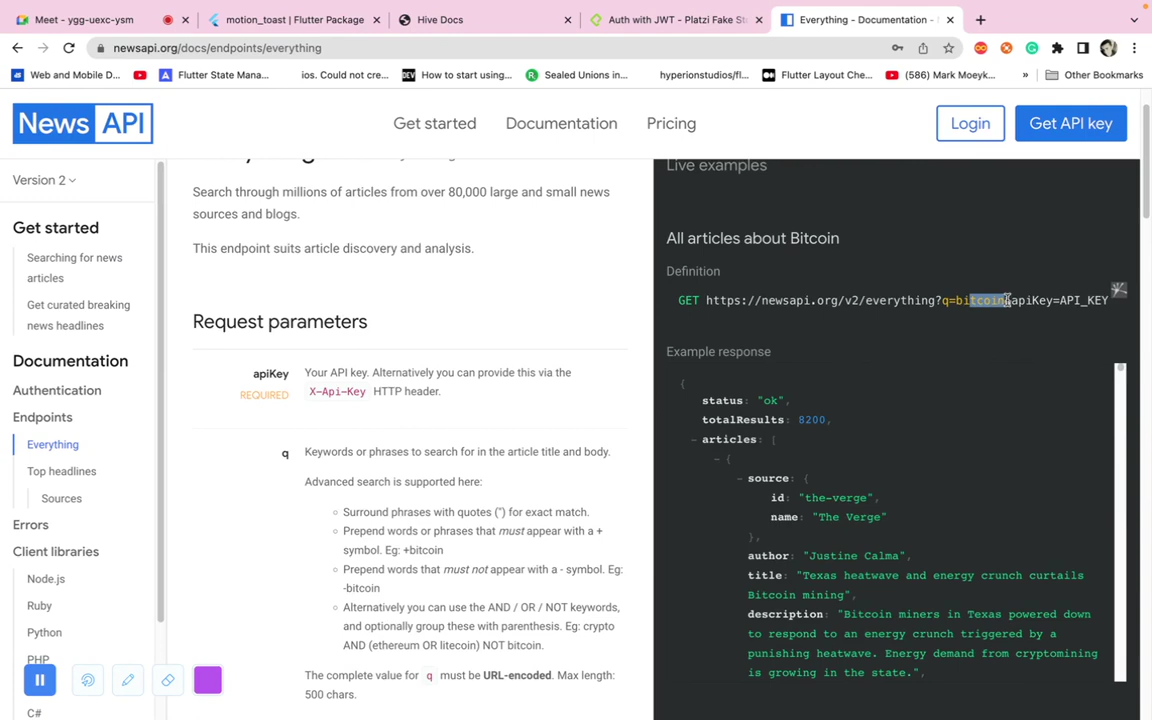 Meet - ygg-uexc-ysm
motion_toast | Flutter Package
Hive Docs
Auth with JWT - Platzi Fake St
Everything - Documentation -
newsapi.org/docs/endpoints/everything
Web and Mobile D...
Flutter State Mana...
ios. Could not cre...
DEV
How to start using...
Sealed Unions in...
hyperionstudios/fl...
Flutter Layout Che...
(586) Mark Moeyk...
»
Other Bookmarks
News API
Get started
Documentation
Pricing
Login
Get API key
Version 2
Get started
Searching for news
articles
Get curated breaking
news headlines
Documentation
Authentication
Endpoints
Everything
Top headlines
Sources
Errors
Client libraries
Node.js
Ruby
Python
PHP
C#
Search through millions of articles from over 80,000 large and small news
sources and blogs.
This endpoint suits article discovery and analysis.
Request parameters
apiKey
REQUIRED
Your API key. Alternatively you can provide this via the
X-Api-Key HTTP header.
q
Keywords or phrases to search for in the article title and body.
Advanced search is supported here:
Surround phrases with quotes (") for exact match.
Prepend words or phrases that must appear with a +
symbol. Eg: +bitcoin
Prepend words that must not appear with a - symbol. Eg:
-bitcoin
Alternatively you can use the AND / OR / NOT keywords,
and optionally group these with parenthesis. Eg: crypto
AND (ethereum OR litecoin) NOT bitcoin.
The complete value for q must be URL-encoded. Max length:
500 chars.
Live examples
All articles about Bitcoin
Definition
GET https://newsapi.org/v2/everything?q=bitcoin&apiKey=API_KEY
Example response
{
status: "ok",
totalResults: 8200,
- articles: [
- {
- source: {
id: "the-verge",
name: "The Verge"
},
author: "Justine Calma",
title: "Texas heatwave and energy crunch curtails
Bitcoin mining",
description: "Bitcoin miners in Texas powered down
to respond to an energy crunch triggered by a
punishing heatwave. Energy demand from cryptomining
is growing in the state.",